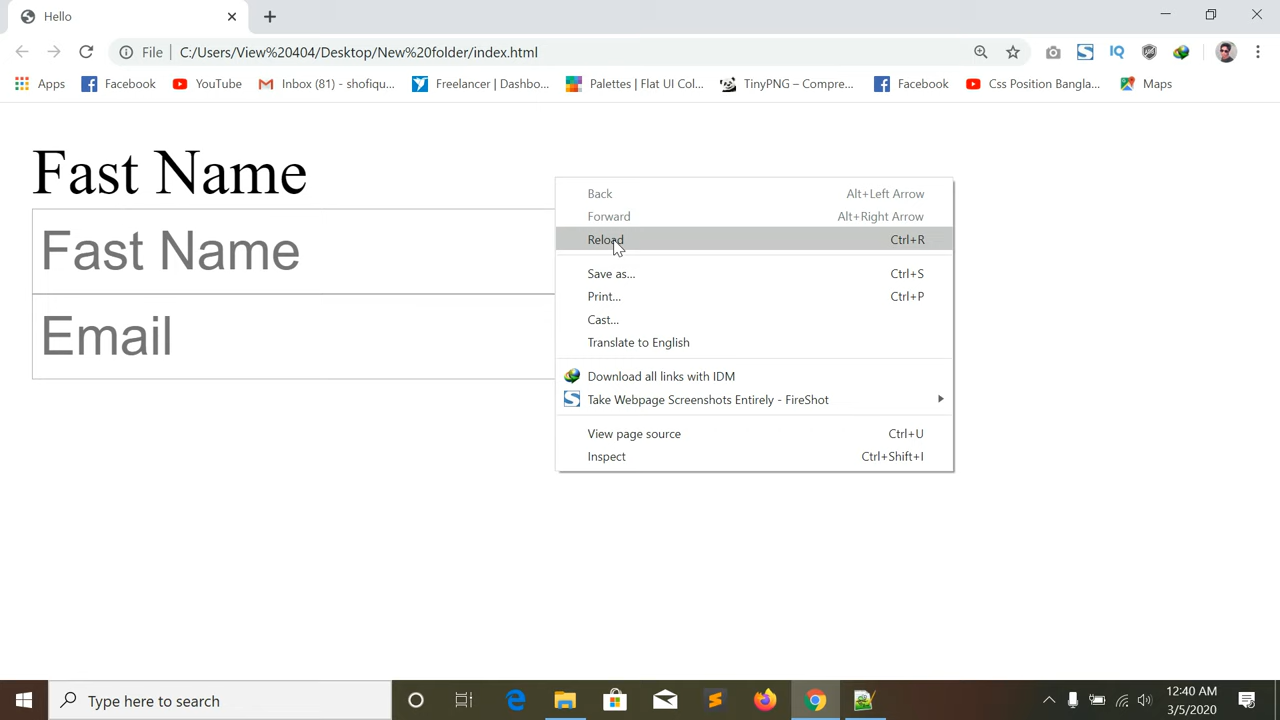 Hello
File
C:/Users/View%20404/Desktop/New%20folder/index.html
Apps Facebook YouTube Inbox (81) - shofiqu... Freelancer | Dashbo... Palettes | Flat UI Col... TinyPNG – Compre... Facebook Css Position Bangla... Maps
Fast Name
Fast Name
Email
Back Alt+Left Arrow
Forward Alt+Right Arrow
Reload Ctrl+R
Save as... Ctrl+S
Print... Ctrl+P
Cast...
Translate to English
Download all links with IDM
Take Webpage Screenshots Entirely - FireShot
View page source Ctrl+U
Inspect Ctrl+Shift+I
Type here to search
12:40 AM
3/5/2020